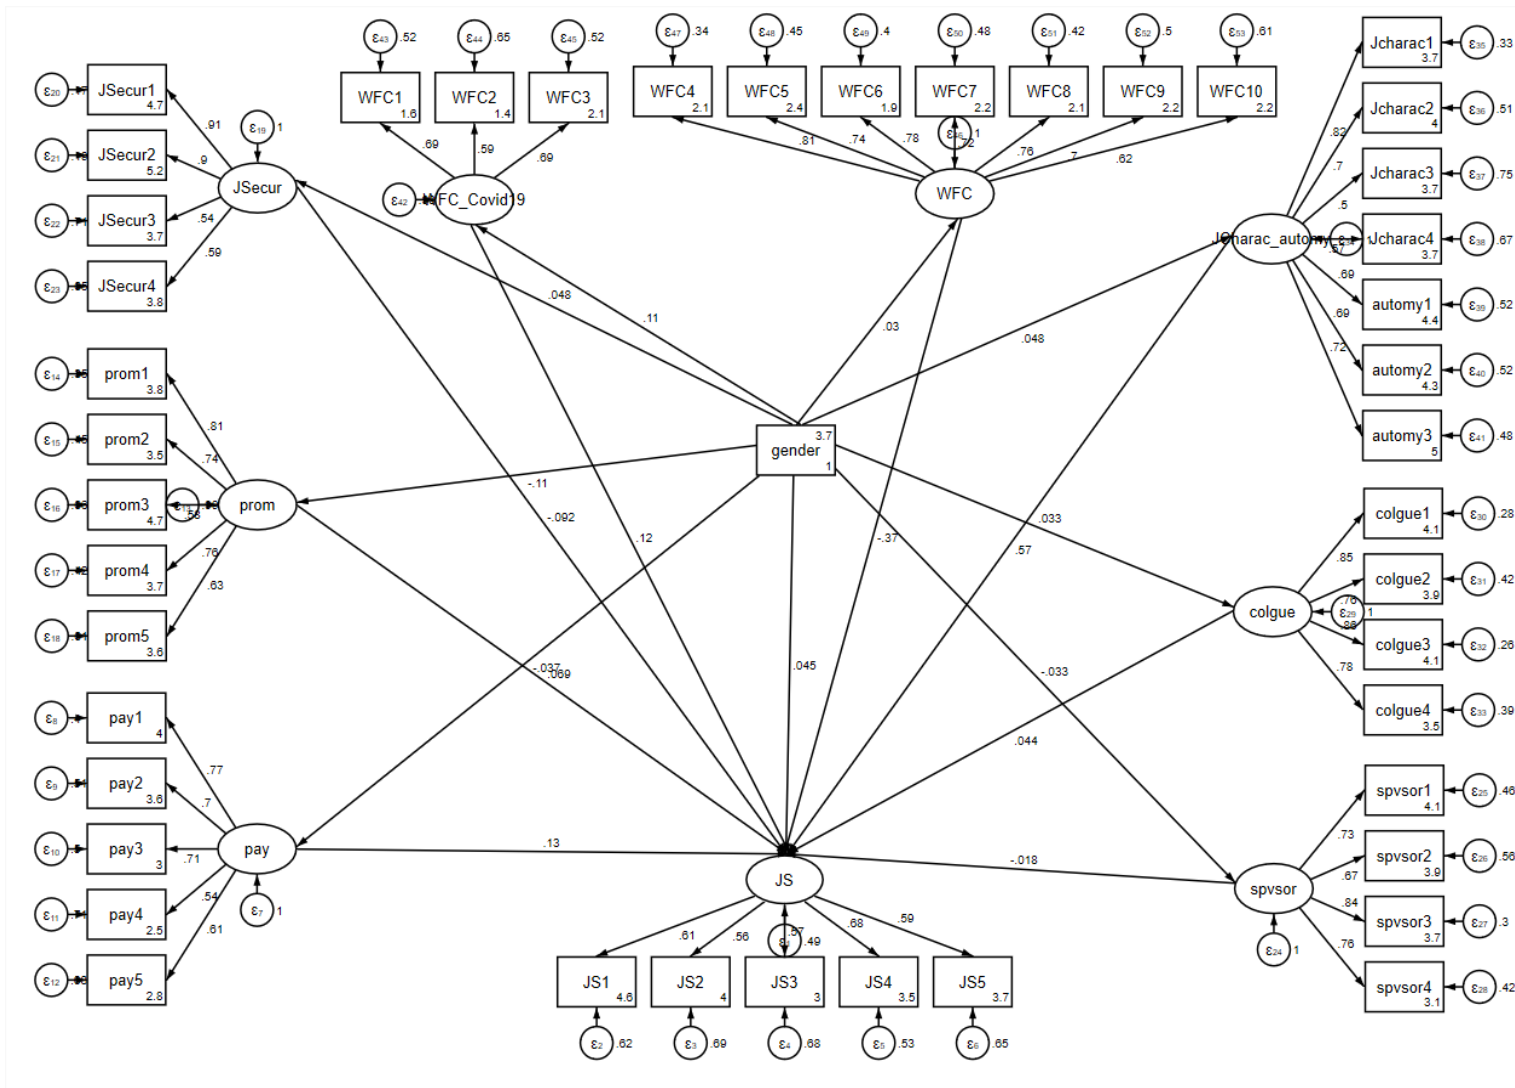 ε43 .52
ε44 .65
ε45 .52
ε47 .34
ε48 .45
ε49 .4
ε50 .48
ε51 .42
ε52 .5
ε53 .61
WFC1 1.6
WFC2 1.4
WFC3 2.1
WFC4 2.1
WFC5 2.4
WFC6 1.9
WFC7 2.2
WFC8 2.1
WFC9 2.2
WFC10 2.2
.69
.59
.69
.81
.74
.78
.72
.76
.7
.62
1
ε42
WFC_Covid19
WFC
ε20
JSecur1 4.7
ε21
JSecur2 5.2
ε22
JSecur3 3.7
ε23
JSecur4 3.8
.91
.9
.54
.59
ε19 1
JSecur
Jcharac1 3.7
ε35 .33
Jcharac2 4
ε36 .51
Jcharac3 3.7
ε37 .75
Jcharac4 3.7
ε38 .67
automy1 4.4
ε39 .52
automy2 4.3
ε40 .52
automy3 5
ε41 .48
.82
.7
.5
.57
.69
.69
.72
JCharac_automy
.048
.11
.03
.048
ε14
prom1 3.8
ε15
prom2 3.5
ε16
prom3 4.7
ε17
prom4 3.7
ε18
prom5 3.6
.81
.74
.58
.76
.63
ε13
prom
3.7
gender
1
-.11
-.092
.12
-.37
.57
.033
colgue1 4.1
ε30 .28
colgue2 3.9
ε31 .42
colgue3 4.1
ε32 .26
colgue4 3.5
ε33 .39
.85
.76
.86
.78
colgue
ε29 1
-.037
.069
.045
-.033
.044
ε8
pay1 4
ε9
pay2 3.6
ε10
pay3 3
ε11
pay4 2.5
ε12
pay5 2.8
.77
.7
.71
.54
.61
pay
ε7 1
.13
-.018
JS
.61
.56
.57
.68
.59
.49
JS1 4.6
JS2 4
JS3 3
JS4 3.5
JS5 3.7
ε2 .62
ε3 .69
ε4 .68
ε5 .53
ε6 .65
spvsor1 4.1
ε25 .46
spvsor2 3.9
ε26 .56
spvsor3 3.7
ε27 .3
spvsor4 3.1
ε28 .42
.73
.67
.84
.76
spvsor
ε24 1